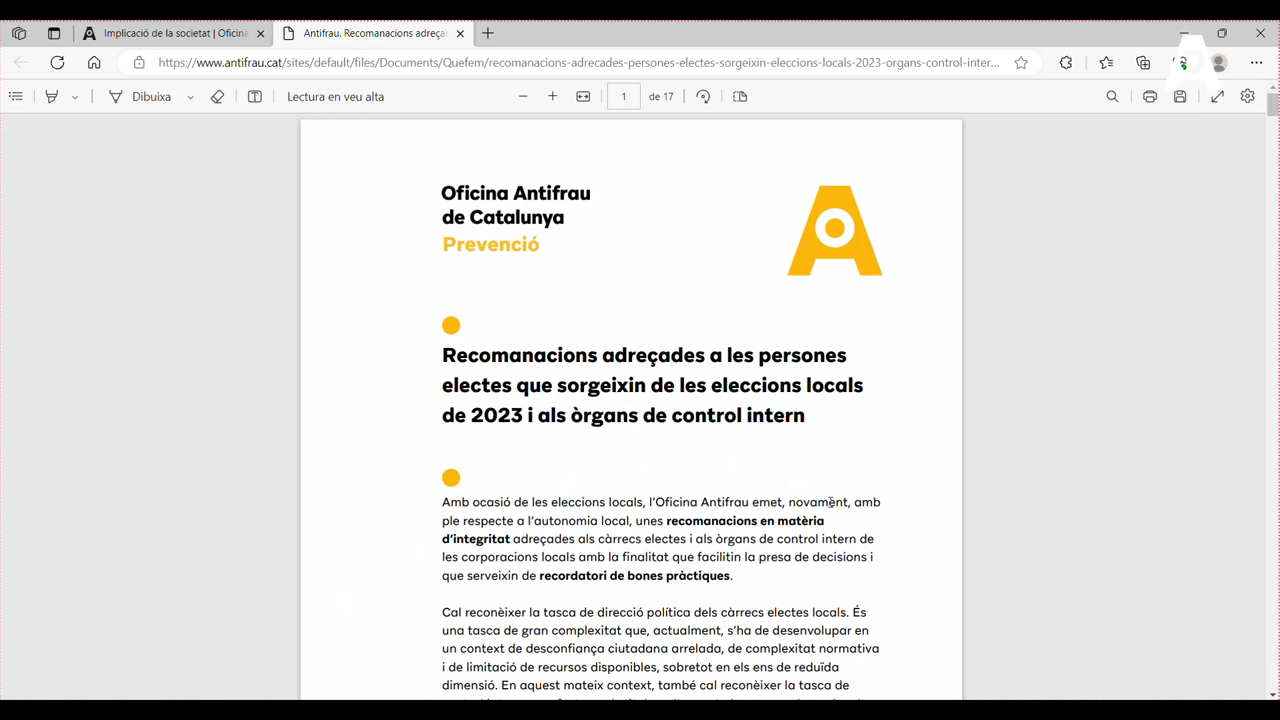 Implicació de la societat | Oficina
Antifrau. Recomanacions adreça
https://www.antifrau.cat/sites/default/files/Documents/Quefem/recomanacions-adrecades-persones-electes-sorgeixin-eleccions-locals-2023-organs-control-inter...
Dibuixa
Lectura en veu alta
1 de 17
Oficina Antifrau
de Catalunya
Prevenció
Recomanacions adreçades a les persones
electes que sorgeixin de les eleccions locals
de 2023 i als òrgans de control intern
Amb ocasió de les eleccions locals, l'Oficina Antifrau emet, novament, amb
ple respecte a l'autonomia local, unes recomanacions en matèria
d'integritat adreçades als càrrecs electes i als òrgans de control intern de
les corporacions locals amb la finalitat que facilitin la presa de decisions i
que serveixin de recordatori de bones pràctiques.
Cal reconèixer la tasca de direcció política dels càrrecs electes locals. És
una tasca de gran complexitat que, actualment, s'ha de desenvolupar en
un context de desconfiança ciutadana arrelada, de complexitat normativa
i de limitació de recursos disponibles, sobretot en els ens de reduïda
dimensió. En aquest mateix context, també cal reconèixer la tasca de